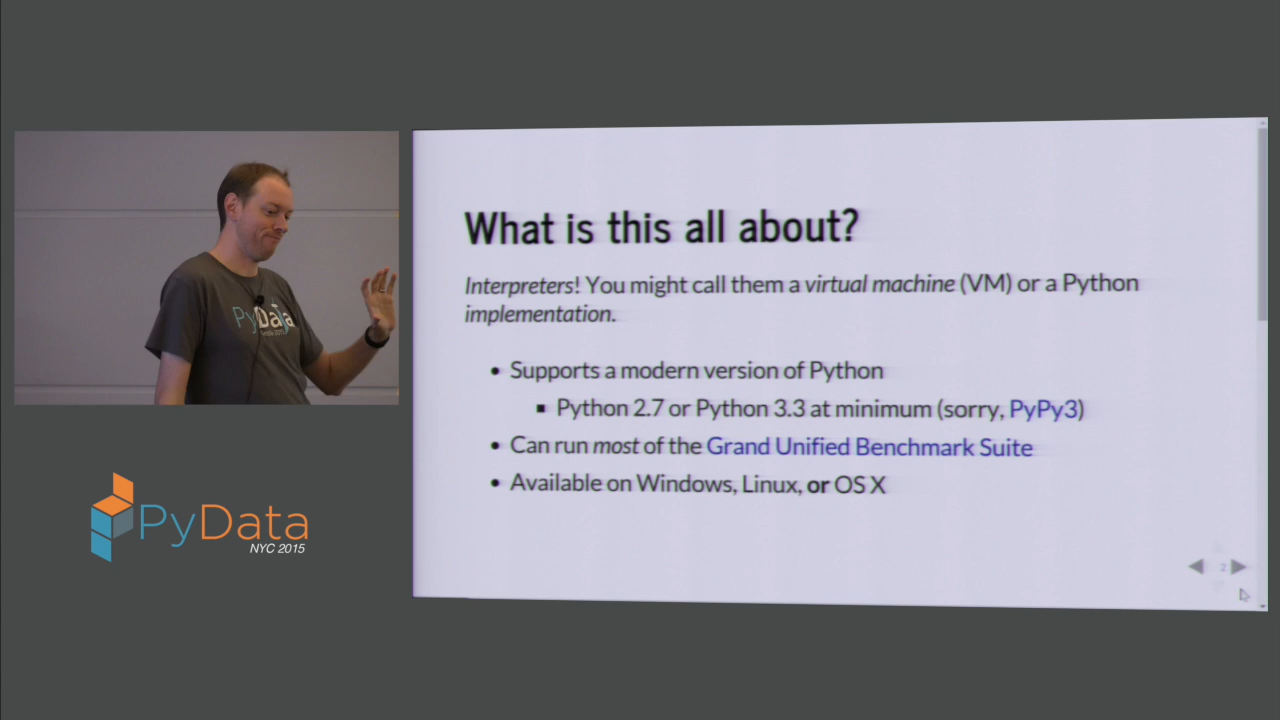 PyData
What is this all about?
Interpreters! You might call them a virtual machine (VM) or a Python
implementation.
• Supports a modern version of Python
▪ Python 2.7 or Python 3.3 at minimum (sorry, PyPy3)
• Can run most of the Grand Unified Benchmark Suite
• Available on Windows, Linux, or OS X
2
PyData
NYC 2015